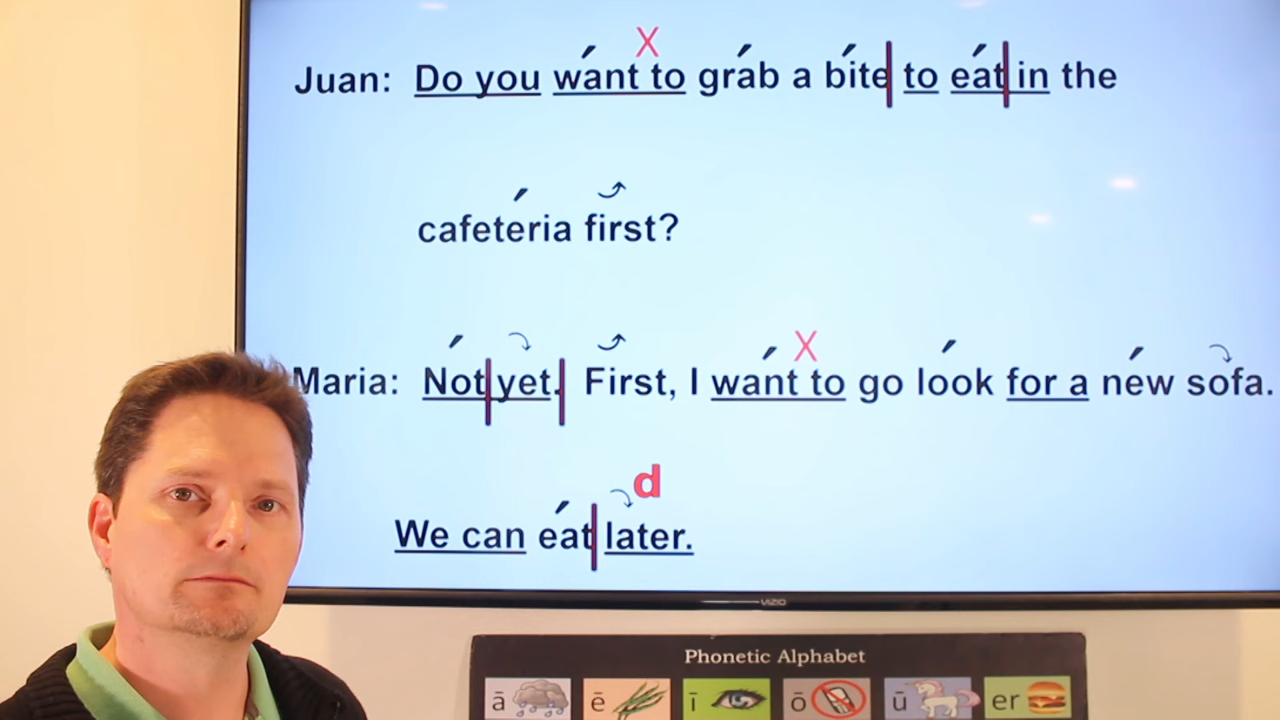 X
Juan: Do you want to grab a bite to eat in the
cafeteria first?
X
Maria: Not yet. First, I want to go look for a new sofa.
d
We can eat later.
VIZIO
Phonetic Alphabet
ā ē ī ō ū er